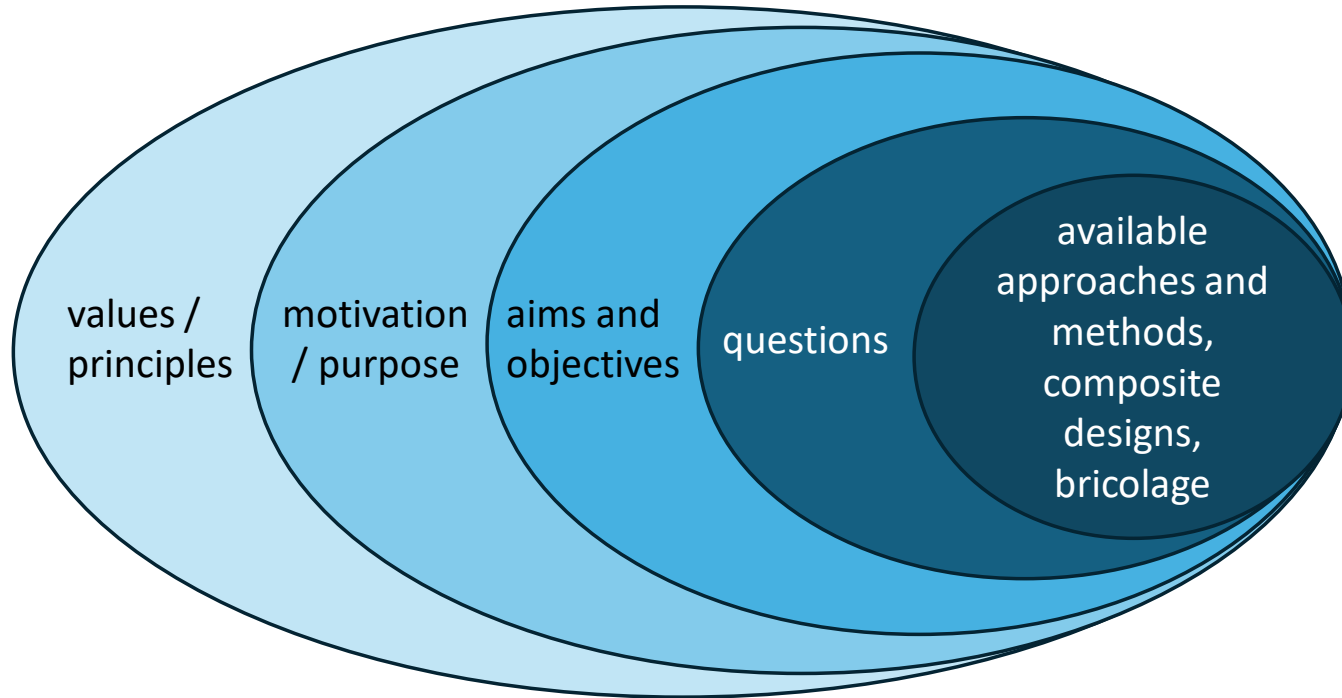 values /
principles
motivation
/ purpose
aims and
objectives
questions
available
approaches and
methods,
composite
designs,
bricolage